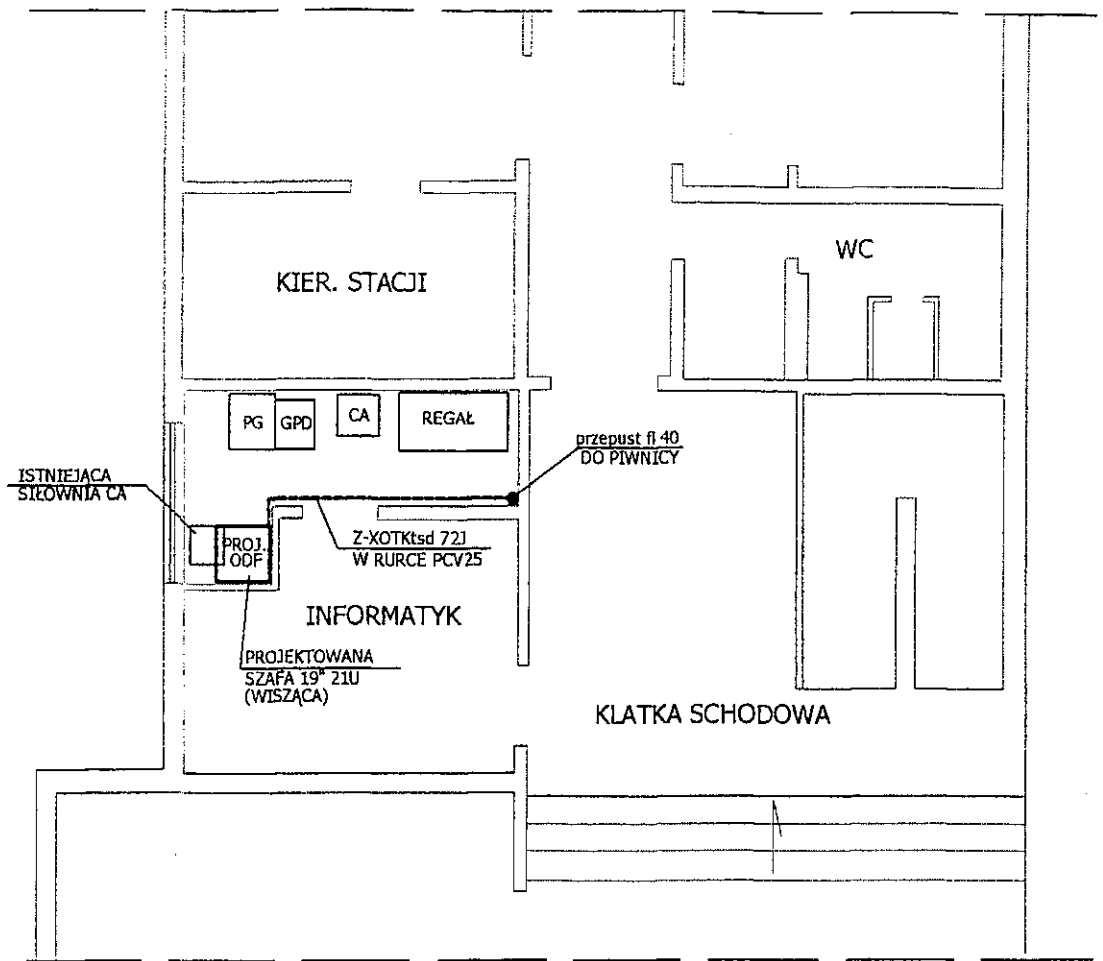 WC
KIER. STACJI
PG
GPD
CA
REGAŁ
przepust fi 40
DO PIWNICY
ISTNIEJĄCA
SIŁOWNIA CA
PROJ.
ODF
Z-XOTKtsd 72J
W RURCE PCV25
INFORMATYK
PROJEKTOWANA
SZAFA 19" 21U
(WISZĄCA)
KLATKA SCHODOWA